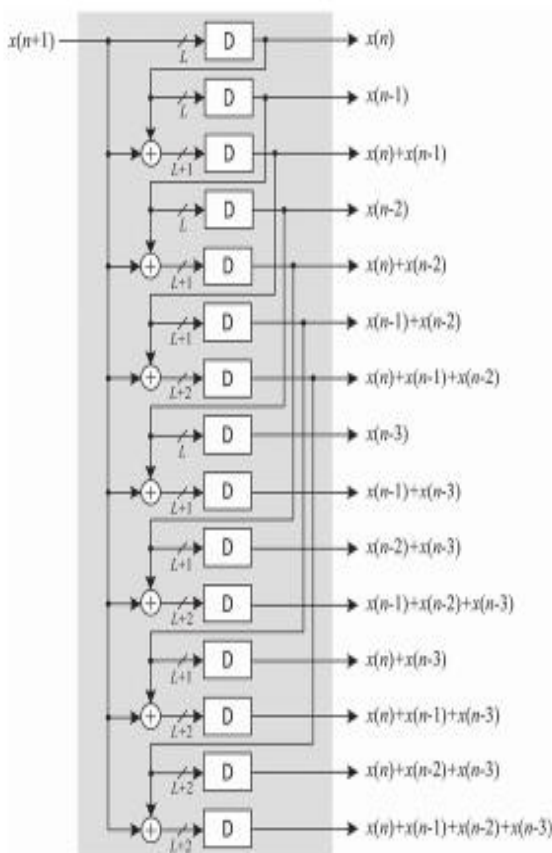 x(n+1) L D x(n)
L D x(n-1)
+ L+1 D x(n)+x(n-1)
L D x(n-2)
+ L+1 D x(n)+x(n-2)
L+1 D x(n-1)+x(n-2)
+ L+2 D x(n)+x(n-1)+x(n-2)
L D x(n-3)
+ L+1 D x(n-1)+x(n-3)
L+1 D x(n-2)+x(n-3)
+ L+2 D x(n-1)+x(n-2)+x(n-3)
L+1 D x(n)+x(n-3)
+ L+2 D x(n)+x(n-1)+x(n-3)
L+2 D x(n)+x(n-2)+x(n-3)
+ L+2 D x(n)+x(n-1)+x(n-2)+x(n-3)